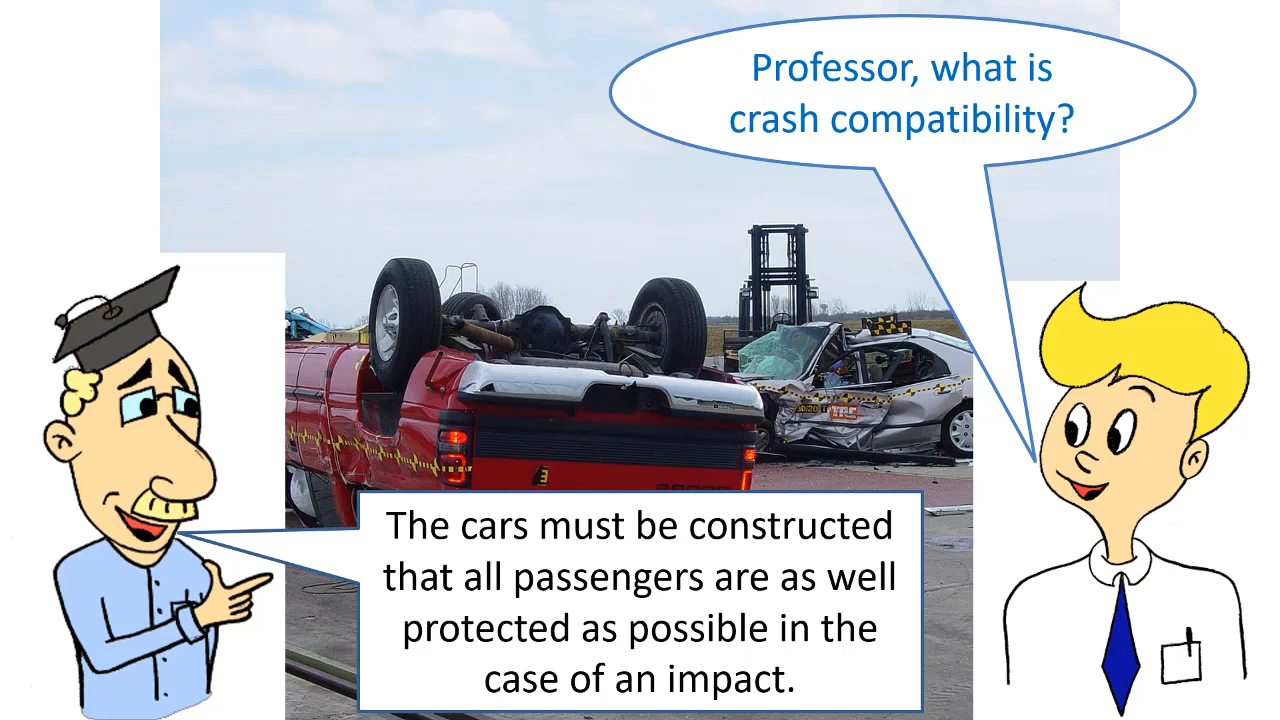 Professor, what is
crash compatibility?
The cars must be constructed
that all passengers are as well
protected as possible in the
case of an impact.